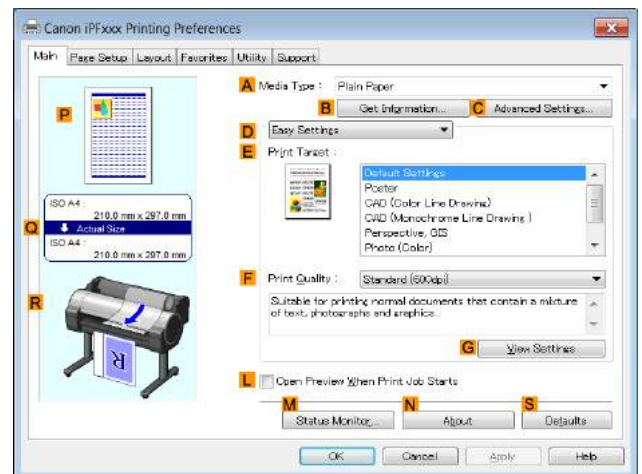 Canon iPFxxx Printing Preferences
Main Page Setup Layout Favorites Utility Support
A Media Type : Plain Paper
B Get Information... C Advanced Settings...
D Easy Settings
E Print Target :
Default Settings
Poster
CAD (Color Line Drawing)
CAD (Monochrome Line Drawing )
Perspective, GIS
Photo (Color)
P
ISO A4 :
210.0 mm x 297.0 mm
Q Actual Size
ISO A4 :
210.0 mm x 297.0 mm
R
R
F Print Quality : Standard (600dpi)
Suitable for printing normal documents that contain a mixture
of text, photographs and graphics
G View Settings
L Open Preview When Print Job Starts
M Status Monitor... N About S Defaults
OK Cancel Apply Help